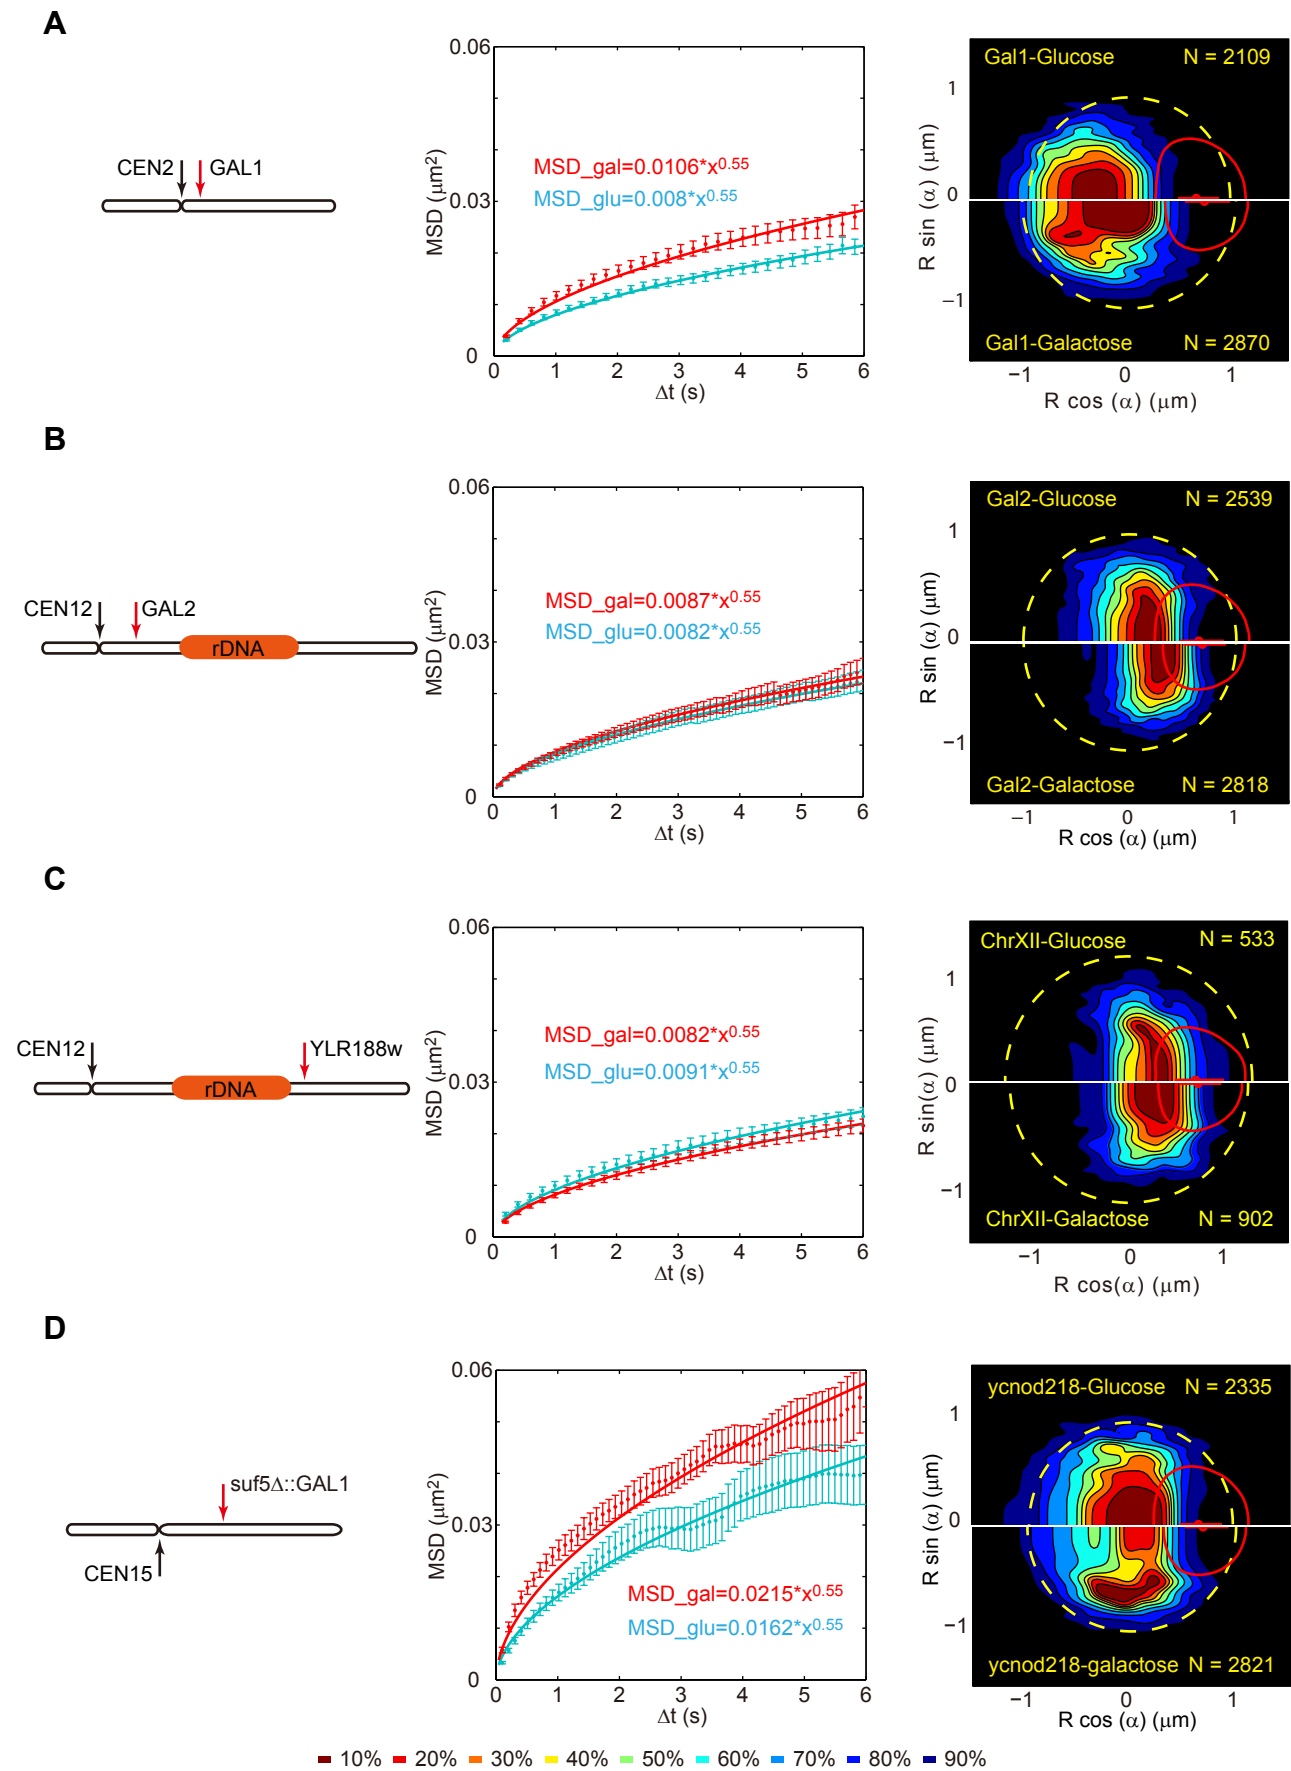 A
CEN2 GAL1
0.06
0.03
0
MSD (μm²)
MSD_gal=0.0106*x^0.55
MSD_glu=0.008*x^0.55
0 1 2 3 4 5 6
Δt (s)
Gal1-Glucose N = 2109
1
0
−1
R sin (α) (μm)
Gal1-Galactose N = 2870
−1 0 1
R cos (α) (μm)
B
CEN12 GAL2
rDNA
0.06
0.03
0
MSD (μm²)
MSD_gal=0.0087*x^0.55
MSD_glu=0.0082*x^0.55
0 1 2 3 4 5 6
Δt (s)
Gal2-Glucose N = 2539
1
0
−1
R sin (α) (μm)
Gal2-Galactose N = 2818
−1 0 1
R cos (α) (μm)
C
CEN12 YLR188w
rDNA
0.06
0.03
0
MSD (μm²)
MSD_gal=0.0082*x^0.55
MSD_glu=0.0091*x^0.55
0 1 2 3 4 5 6
Δt (s)
ChrXII-Glucose N = 533
1
0
−1
R sin(α) (μm)
ChrXII-Galactose N = 902
−1 0 1
R cos(α) (μm)
D
suf5Δ::GAL1
CEN15
0.06
0.03
0
MSD (μm²)
MSD_gal=0.0215*x^0.55
MSD_glu=0.0162*x^0.55
0 1 2 3 4 5 6
Δt (s)
ycnod218-Glucose N = 2335
1
0
−1
R sin (α) (μm)
ycnod218-galactose N = 2821
−1 0 1
R cos (α) (μm)
10% 20% 30% 40% 50% 60% 70% 80% 90%